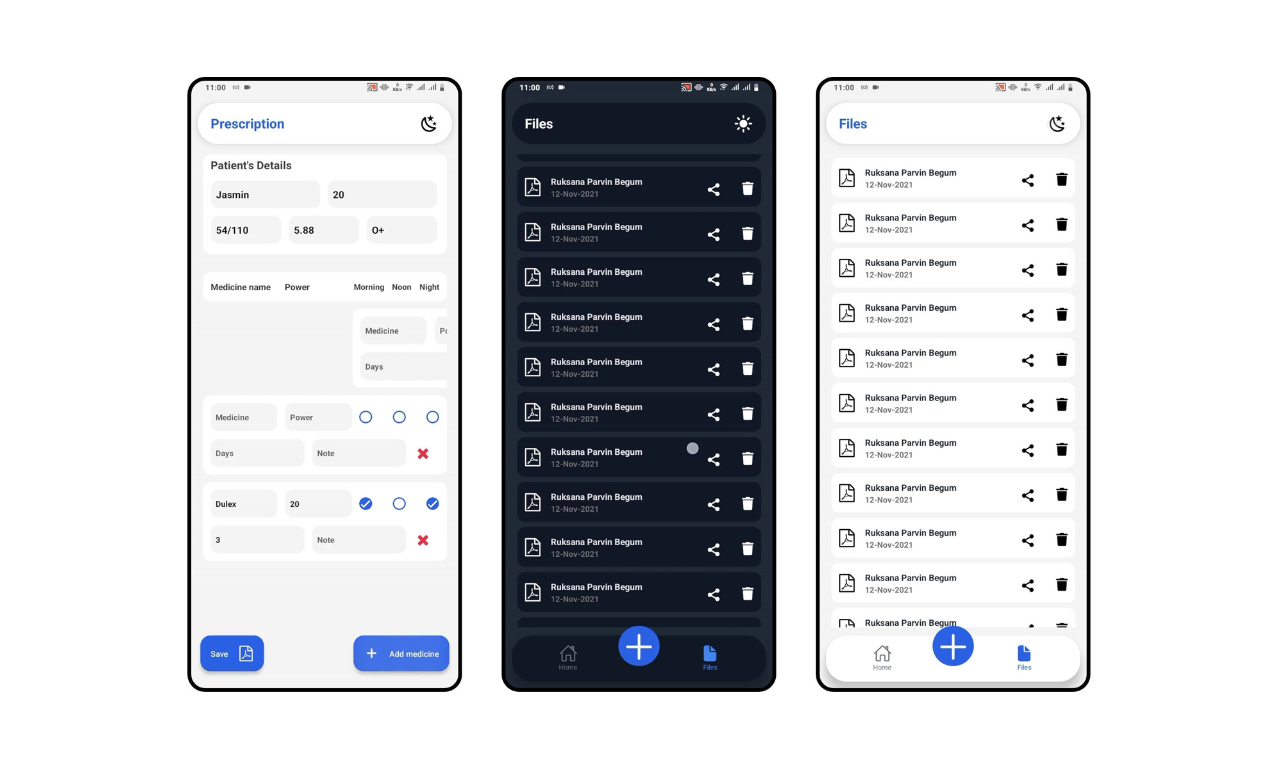 11:00
Prescription
Patient's Details
Jasmin 20
54/110 5.88 O+
Medicine name Power Morning Noon Night
Medicine Po
Days
Medicine Power
Days Note
Dulex 20
3 Note
Save Add medicine
11:00
Files
Ruksana Parvin Begum
12-Nov-2021
Ruksana Parvin Begum
12-Nov-2021
Ruksana Parvin Begum
12-Nov-2021
Ruksana Parvin Begum
12-Nov-2021
Ruksana Parvin Begum
12-Nov-2021
Ruksana Parvin Begum
12-Nov-2021
Ruksana Parvin Begum
12-Nov-2021
Ruksana Parvin Begum
12-Nov-2021
Ruksana Parvin Begum
12-Nov-2021
Ruksana Parvin Begum
12-Nov-2021
Home Files
11:00
Files
Ruksana Parvin Begum
12-Nov-2021
Ruksana Parvin Begum
12-Nov-2021
Ruksana Parvin Begum
12-Nov-2021
Ruksana Parvin Begum
12-Nov-2021
Ruksana Parvin Begum
12-Nov-2021
Ruksana Parvin Begum
12-Nov-2021
Ruksana Parvin Begum
12-Nov-2021
Ruksana Parvin Begum
12-Nov-2021
Ruksana Parvin Begum
12-Nov-2021
Ruksana Parvin Begum
12-Nov-2021
Ruksana Parvin Begum
Home Files